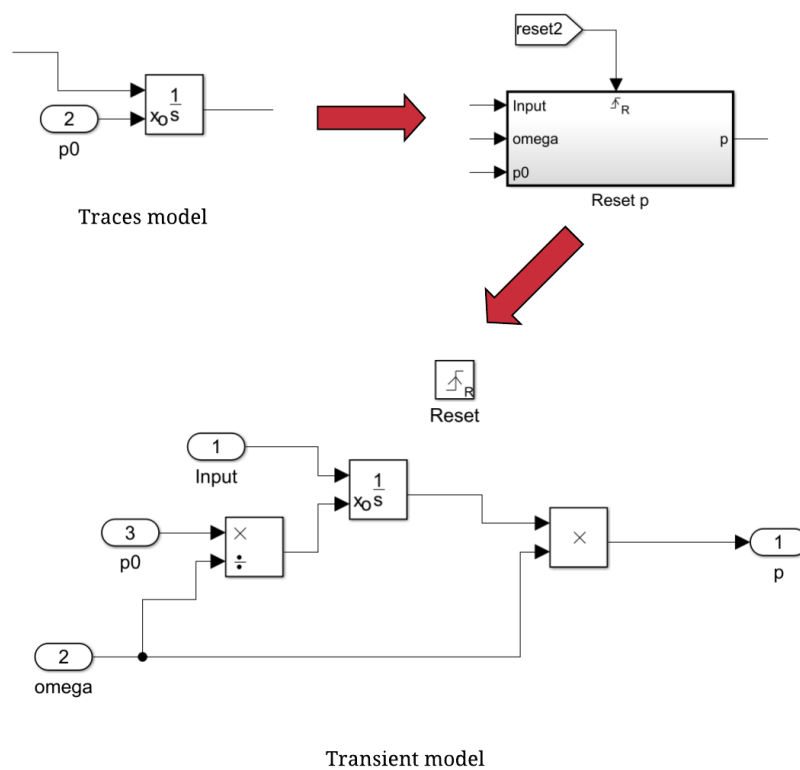 reset2
1
x₀ s
2
p0
Traces model
Input
R
omega
p
p0
Reset p
R
Reset
1
Input
1
x₀ s
3
p0
×
÷
×
1
p
2
omega
Transient model